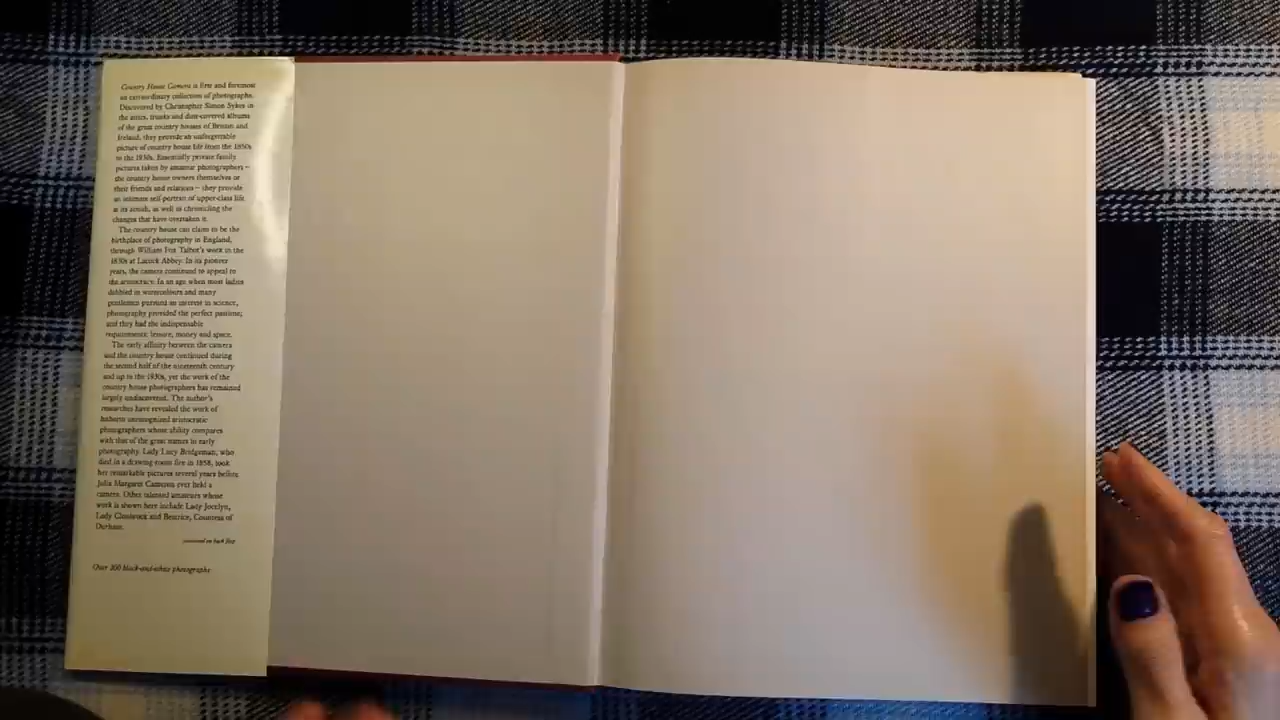 Country House Camera is first and foremost
an extraordinary collection of photographs.
Discovered by Christopher Simon Sykes in
the attics, trunks and dust-covered albums
of the great country houses of Britain and
Ireland, they provide an unforgettable
picture of country house life from the 1850s
to the 1930s. Essentially private family
pictures taken by amateur photographers –
the country house owners themselves or
their friends and relations – they provide
an intimate self-portrait of upper-class life
at its zenith, as well as chronicling the
changes that have overtaken it.
The country house can claim to be the
birthplace of photography in England,
through William Fox Talbot's work in the
1830s at Lacock Abbey. In its pioneer
years, the camera continued to appeal to
the aristocracy. In an age when most ladies
dabbled in watercolours and many
gentlemen pursued an interest in science,
photography provided the perfect pastime;
and they had the indispensable
requirements: leisure, money and space.
The early affinity between the camera
and the country house continued during
the second half of the nineteenth century
and up to the 1930s, yet the work of the
country house photographers has remained
largely undiscovered. The author's
researches have revealed the work of
hitherto unrecognized aristocratic
photographers whose ability compares
with that of the great names in early
photography. Lady Lucy Bridgeman, who
died in a drawing-room fire in 1858, took
her remarkable pictures several years before
Julia Margaret Cameron ever held a
camera. Other talented amateurs whose
work is shown here include Lady Jocelyn,
Lady Glentworth and Beatrice, Countess of
Durham.
continued on back flap
Over 200 black-and-white photographs